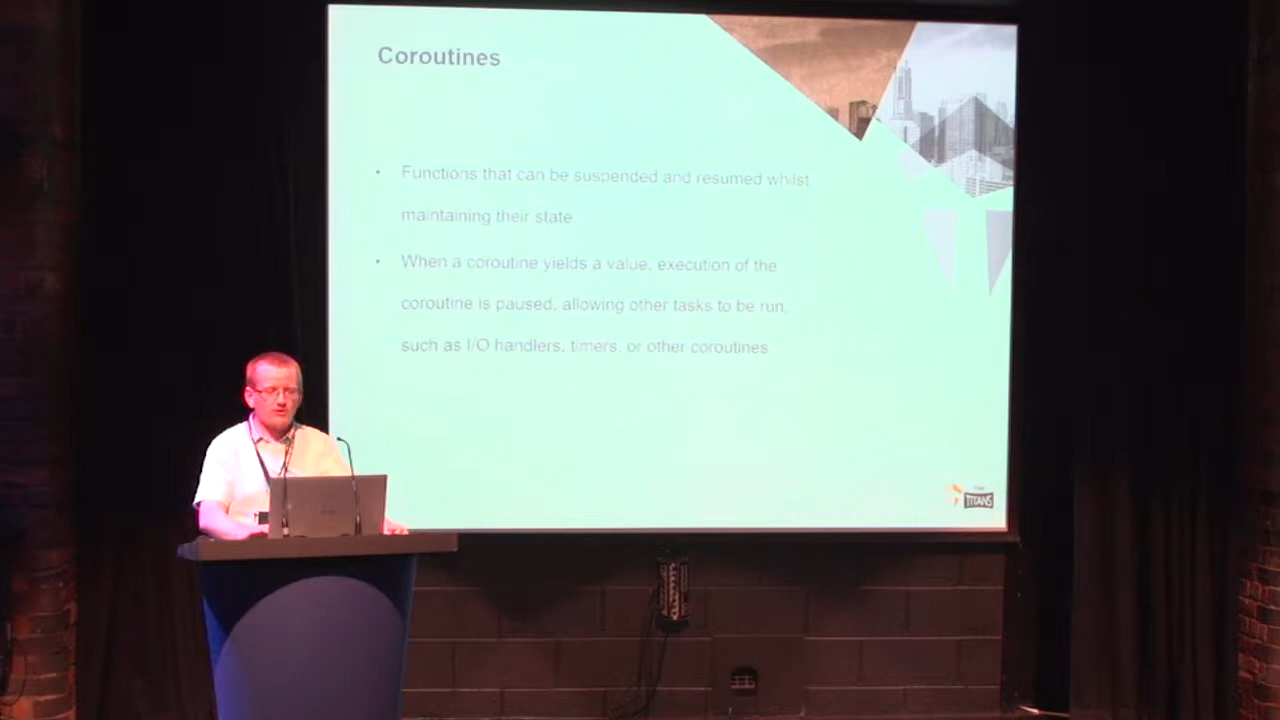 Coroutines
• Functions that can be suspended and resumed whilst
maintaining their state
• When a coroutine yields a value, execution of the
coroutine is paused, allowing other tasks to be run,
such as I/O handlers, timers, or other coroutines
TITANS